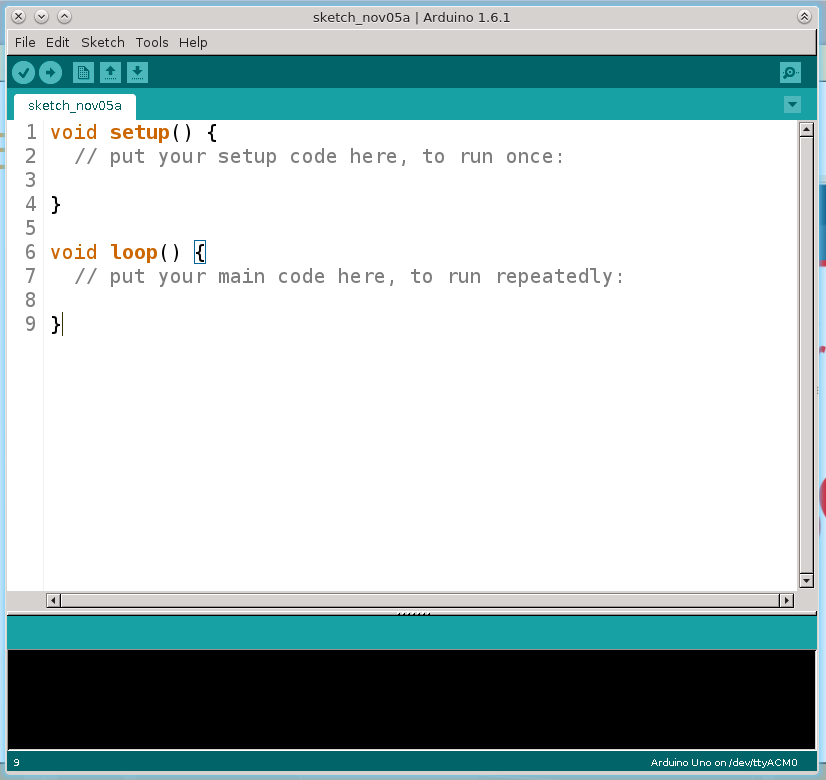 sketch_nov05a | Arduino 1.6.1
File Edit Sketch Tools Help
sketch_nov05a
1 void setup() {
2   // put your setup code here, to run once:
3
4 }
5
6 void loop() {
7   // put your main code here, to run repeatedly:
8
9 }
9 Arduino Uno on /dev/ttyACM0